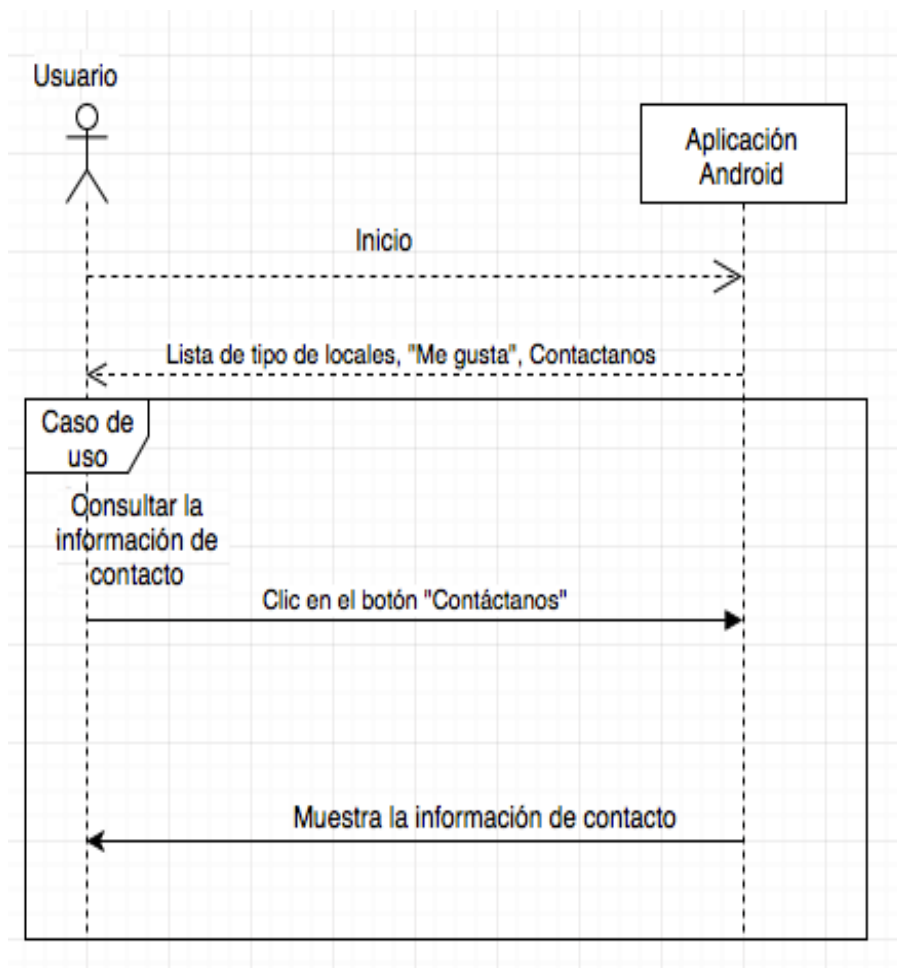 Usuario
Aplicación
Android
Inicio
Lista de tipo de locales, "Me gusta", Contactanos
Caso de
uso
Consultar la
información de
contacto
Clic en el botón "Contáctanos"
Muestra la información de contacto